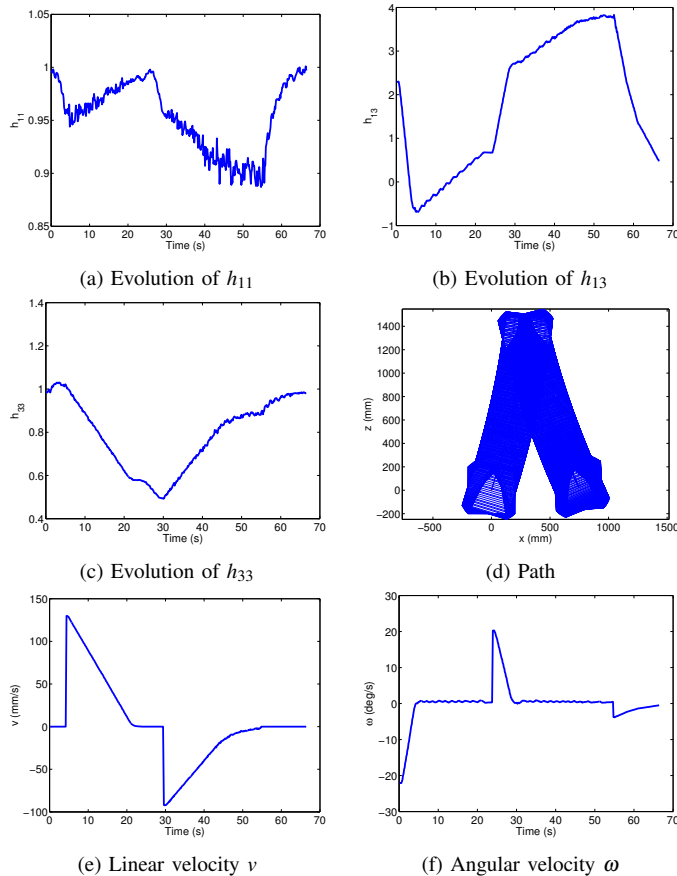 1.05
1
0.95
0.9
0.85
h11
0 10 20 30 40 50 60 70
Time (s)
(a) Evolution of h11
4
3
2
1
0
−1
h13
0 10 20 30 40 50 60 70
Time (s)
(b) Evolution of h13
1.4
1.2
1
0.8
0.6
0.4
h33
0 10 20 30 40 50 60 70
Time (s)
(c) Evolution of h33
1400
1200
1000
800
600
400
200
0
−200
z (mm)
−500 0 500 1000 1500
x (mm)
(d) Path
150
100
50
0
−50
−100
v (mm/s)
0 10 20 30 40 50 60 70
Time (s)
(e) Linear velocity v
30
20
10
0
−10
−20
−30
ω (deg/s)
0 10 20 30 40 50 60 70
Time (s)
(f) Angular velocity ω